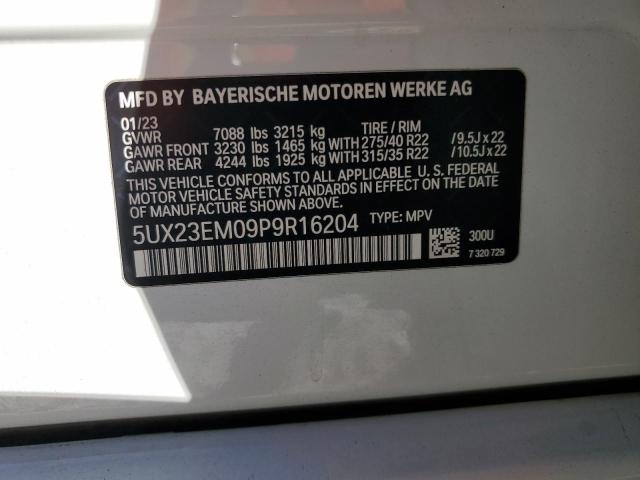 MFD BY BAYERISCHE MOTOREN WERKE AG
01/23 TIRE / RIM
GVWR 7088 lbs 3215 kg
GAWR FRONT 3230 lbs 1465 kg WITH 275/40 R22 /9.5J x 22
GAWR REAR 4244 lbs 1925 kg WITH 315/35 R22 /10.5J x 22
THIS VEHICLE CONFORMS TO ALL APPLICABLE U. S. FEDERAL
MOTOR VEHICLE SAFETY STANDARDS IN EFFECT ON THE DATE
OF MANUFACTURE SHOWN ABOVE.
5UX23EM09P9R16204 TYPE: MPV
300U
7 320 729